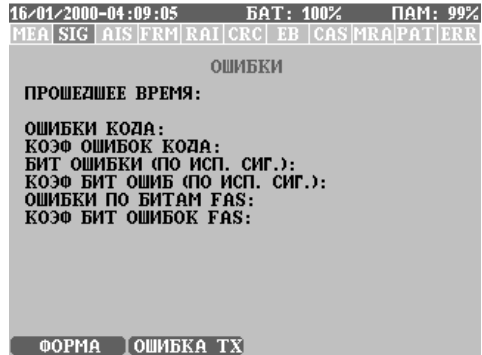 16/01/2000-04:09:05 БАТ: 100% ПАМ: 99%
MEA SIG AIS FRM RAI CRC EB CAS MRA PAT ERR
ОШИБКИ
ПРОШЕДШЕЕ ВРЕМЯ:
ОШИБКИ КОДА:
КОЭФ ОШИБОК КОДА:
БИТ ОШИБКИ (ПО ИСП. СИГ.):
КОЭФ БИТ ОШИБ (ПО ИСП. СИГ.):
ОШИБКИ ПО БИТАМ FAS:
КОЭФ БИТ ОШИБОК FAS:
ФОРМА ОШИБКА TX